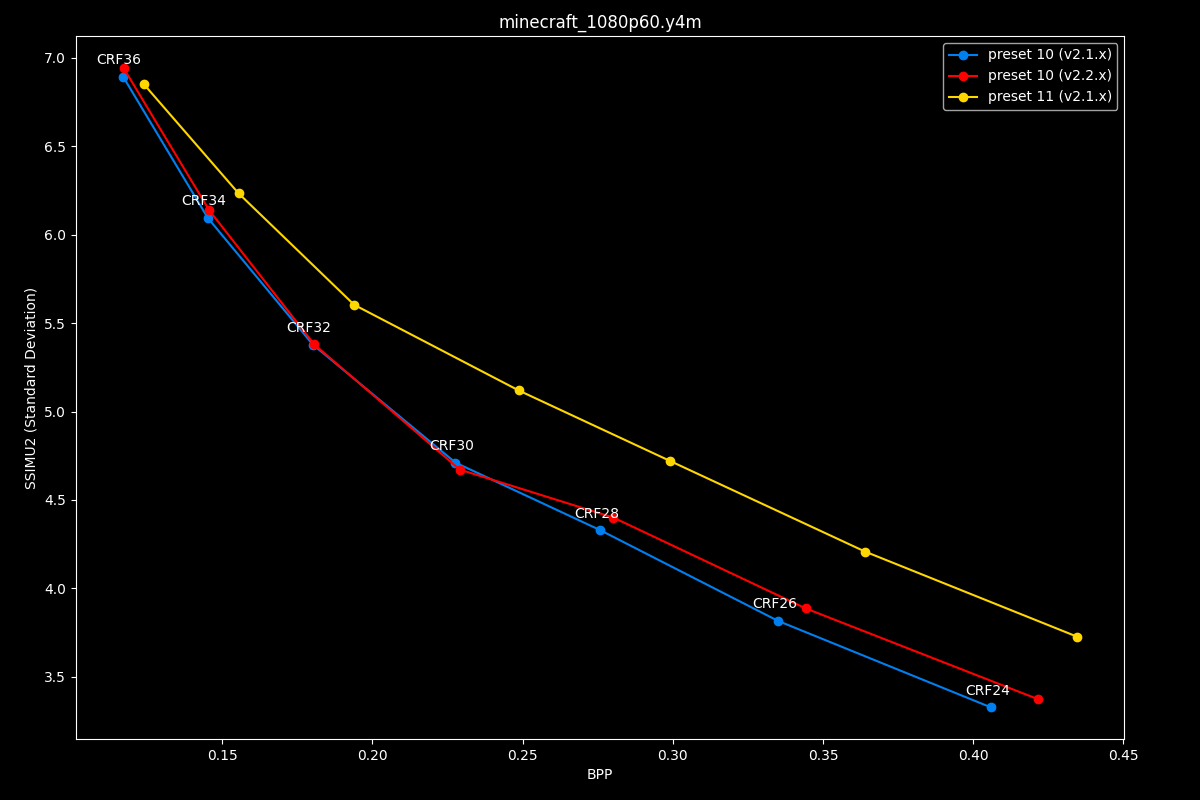 minecraft_1080p60.y4m
preset 10 (v2.1.x)
preset 10 (v2.2.x)
preset 11 (v2.1.x)
CRF36
CRF34
CRF32
CRF30
CRF28
CRF26
CRF24
7.0
6.5
6.0
5.5
5.0
4.5
4.0
3.5
SSIMU2 (Standard Deviation)
0.15
0.20
0.25
0.30
0.35
0.40
0.45
BPP